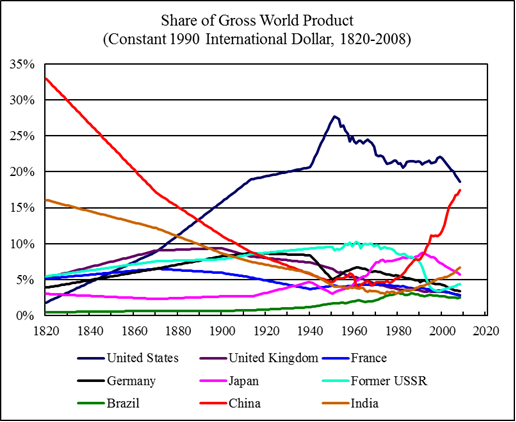 Share of Gross World Product
(Constant 1990 International Dollar, 1820-2008)
35%
30%
25%
20%
15%
10%
5%
0%
1820 1840 1860 1880 1900 1920 1940 1960 1980 2000 2020
United States United Kingdom France
Germany Japan Former USSR
Brazil China India